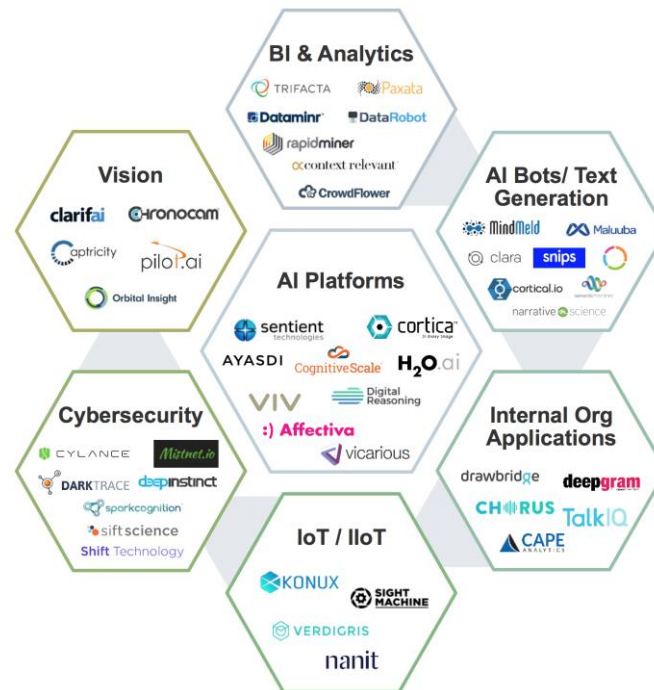 BI & Analytics
TRIFACTA
Paxata
Dataminr
DataRobot
rapidminer
context relevant
CrowdFlower
Vision
clarifai
CHRONOCAM
Captricity
pilot.ai
Orbital Insight
AI Bots/ Text
Generation
MindMeld
Maluuba
clara
snips
cortical.io
narrative science
AI Platforms
sentient
technologies
cortica™
AYASDI
CognitiveScale
H2O.ai
VIV
Digital
Reasoning
:) Affectiva
vicarious
Cybersecurity
CYLANCE
Mistnet.io
DARKTRACE
deepinstinct
sparkcognition
siftscience
Shift Technology
Internal Org
Applications
drawbridge
deepgram
CHORUS
TalkIQ
CAPE
ANALYTICS
IoT / IIoT
KONUX
SIGHT
MACHINE
VERDIGRIS
nanit